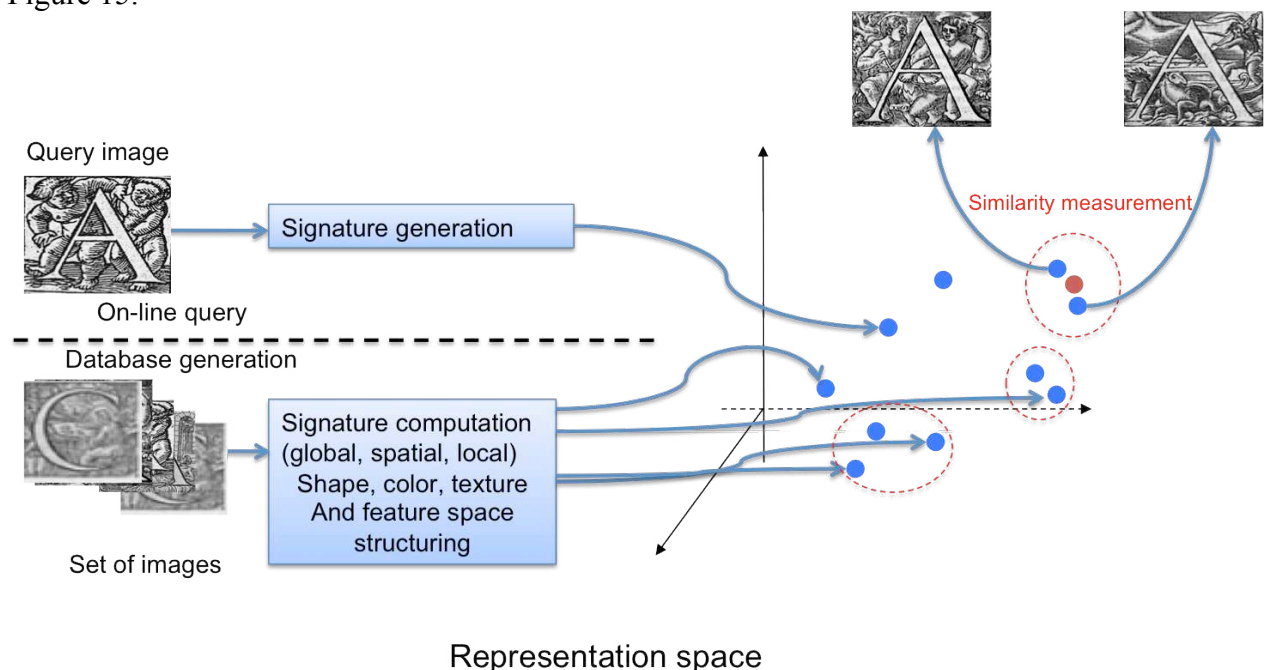 Figure 15.
Query image
Signature generation
Similarity measurement
On-line query
Database generation
Signature computation
(global, spatial, local)
Shape, color, texture
And feature space
structuring
Set of images
Representation space
A
A
A
C
A